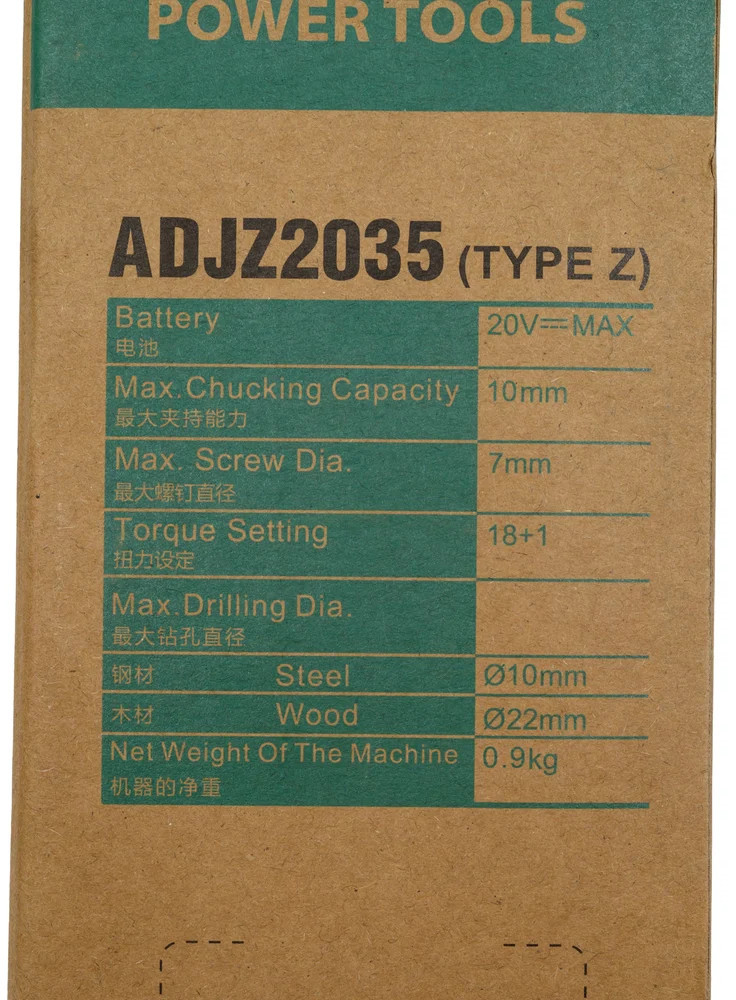 POWER TOOLS
ADJZ2035 (TYPE Z)
Battery
电池
20V⎓MAX
Max.Chucking Capacity
最大夹持能力
10mm
Max. Screw Dia.
最大螺钉直径
7mm
Torque Setting
扭力设定
18+1
Max.Drilling Dia.
最大钻孔直径
钢材 Steel Ø10mm
木材 Wood Ø22mm
Net Weight Of The Machine
机器的净重
0.9kg